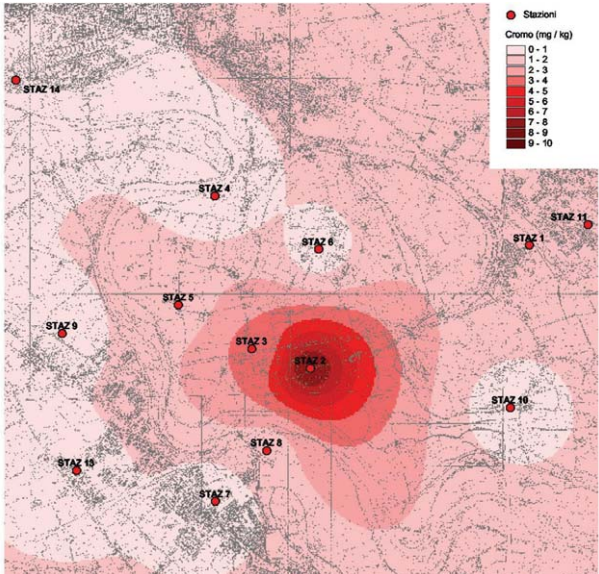 Stazioni
Cromo (mg / kg)
0 - 1
1 - 2
2 - 3
3 - 4
4 - 5
5 - 6
6 - 7
7 - 8
8 - 9
9 - 10
STAZ 14
STAZ 4
STAZ 11
STAZ 6
STAZ 1
STAZ 5
STAZ 9
STAZ 3
STAZ 2
STAZ 10
STAZ 8
STAZ 13
STAZ 7